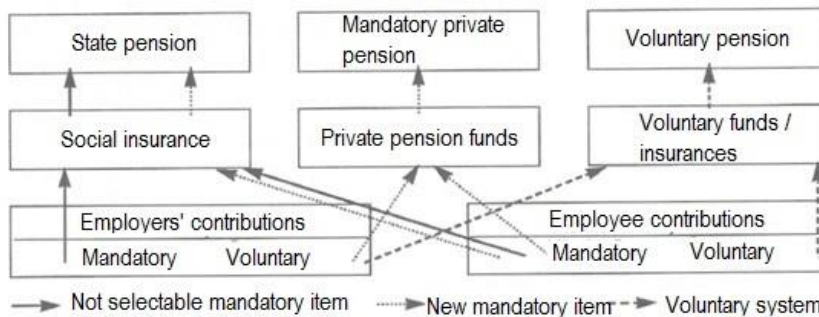 State pension
Mandatory private
pension
Voluntary pension
Social insurance
Private pension funds
Voluntary funds /
insurances
Employers' contributions
Mandatory Voluntary
Employee contributions
Mandatory Voluntary
Not selectable mandatory item
New mandatory item
Voluntary system